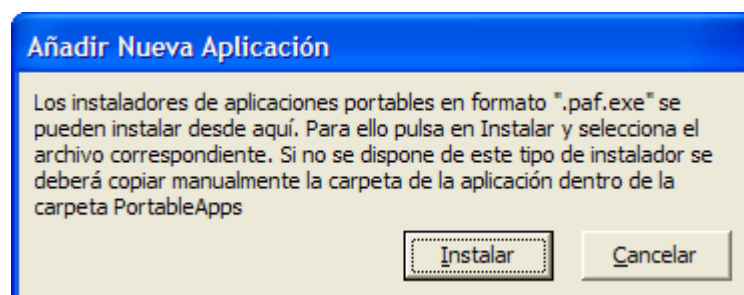 Añadir Nueva Aplicación
Los instaladores de aplicaciones portables en formato ".paf.exe" se
pueden instalar desde aquí. Para ello pulsa en Instalar y selecciona el
archivo correspondiente. Si no se dispone de este tipo de instalador se
deberá copiar manualmente la carpeta de la aplicación dentro de la
carpeta PortableApps
Instalar
Cancelar